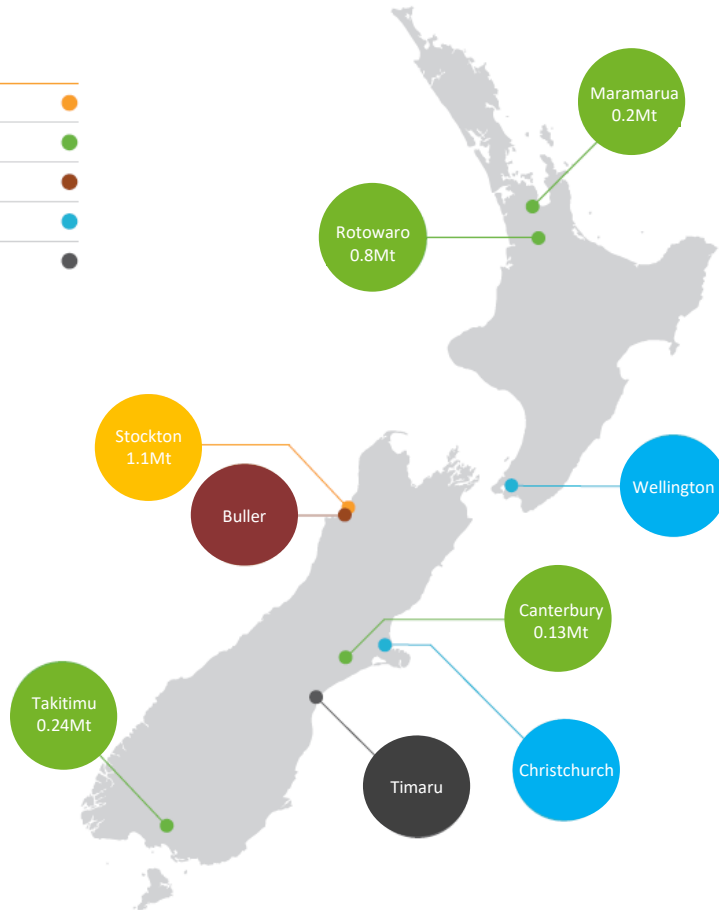 Maramarua
0.2Mt
Rotowaro
0.8Mt
Stockton
1.1Mt
Buller
Wellington
Canterbury
0.13Mt
Takitimu
0.24Mt
Timaru
Christchurch